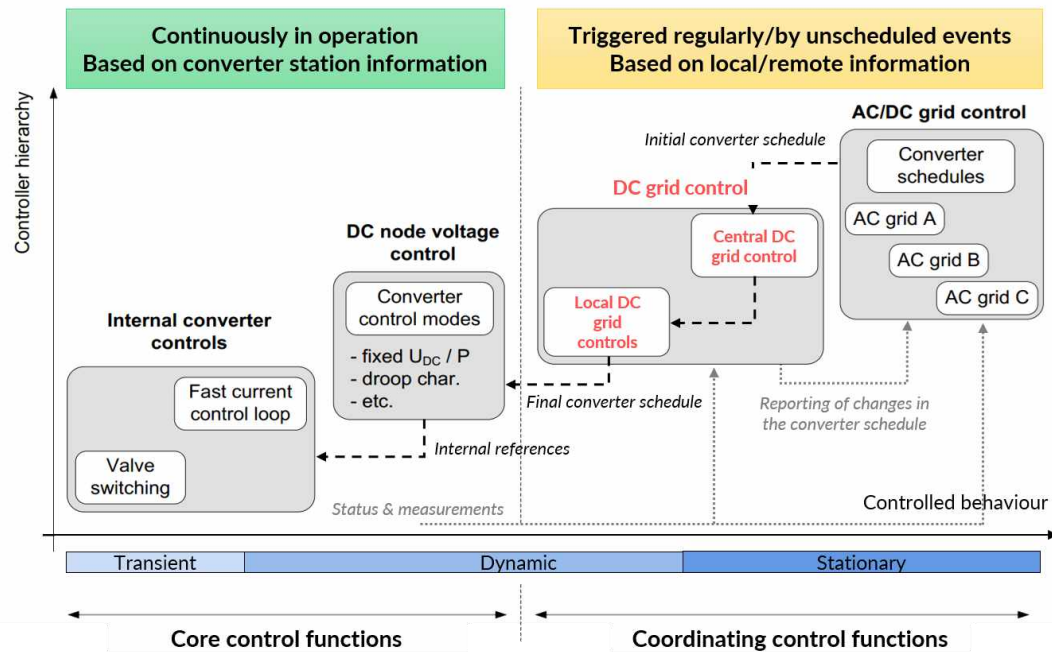 Continuously in operation
Based on converter station information
Triggered regularly/by unscheduled events
Based on local/remote information
Controller hierarchy
AC/DC grid control
Initial converter schedule
Converter
schedules
DC grid control
AC grid A
Central DC
grid control
AC grid B
AC grid C
DC node voltage
control
Converter
control modes
- fixed UDC / P
- droop char.
- etc.
Local DC
grid
controls
Internal converter
controls
Fast current
control loop
Final converter schedule
Reporting of changes in
the converter schedule
Internal references
Valve
switching
Status & measurements
Controlled behaviour
Transient
Dynamic
Stationary
Core control functions
Coordinating control functions